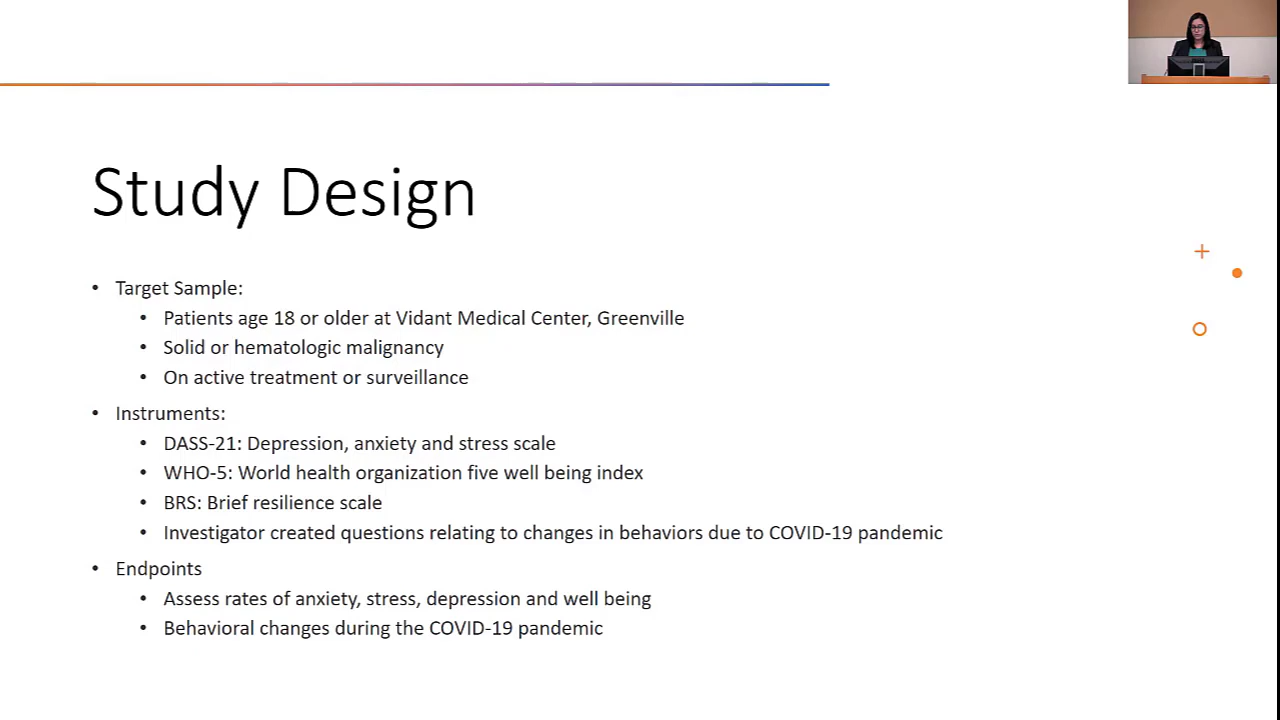 Study Design
• Target Sample:
• Patients age 18 or older at Vidant Medical Center, Greenville
• Solid or hematologic malignancy
• On active treatment or surveillance
• Instruments:
• DASS-21: Depression, anxiety and stress scale
• WHO-5: World health organization five well being index
• BRS: Brief resilience scale
• Investigator created questions relating to changes in behaviors due to COVID-19 pandemic
• Endpoints
• Assess rates of anxiety, stress, depression and well being
• Behavioral changes during the COVID-19 pandemic